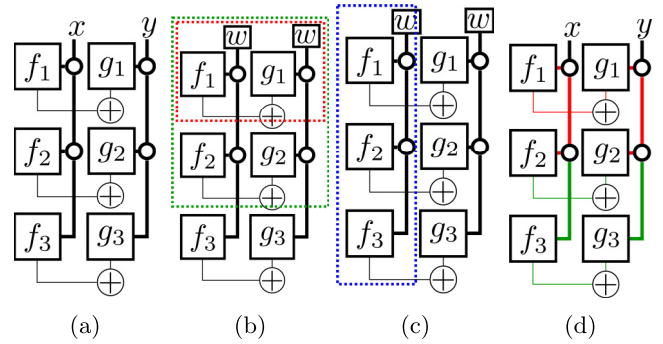 x y
w w
w w
x y
f₁ g₁
f₁ g₁
f₁ g₁
f₁ g₁
f₂ g₂
f₂ g₂
f₂ g₂
f₂ g₂
f₃ g₃
f₃ g₃
f₃ g₃
f₃ g₃
(a) (b) (c) (d)